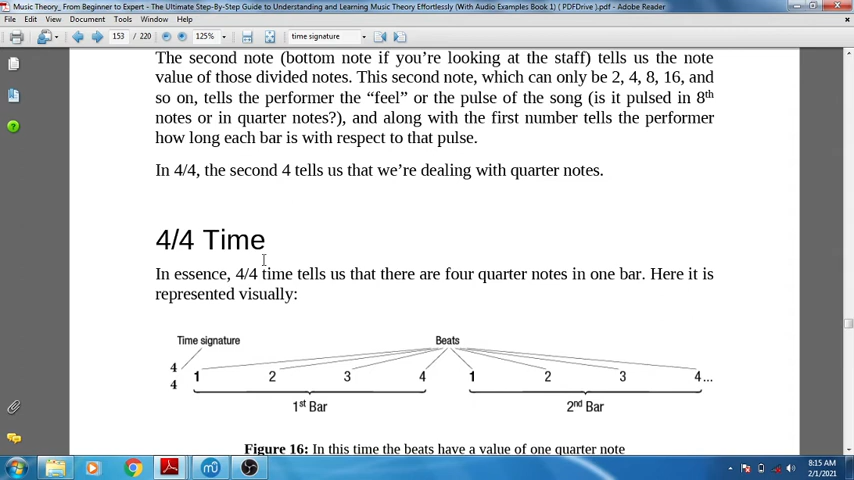 Music Theory_ From Beginner to Expert - The Ultimate Step-By-Step Guide to Understanding and Learning Music Theory Effortlessly (With Audio Examples Book 1) ( PDFDrive ).pdf - Adobe Reader
File Edit View Document Tools Window Help
153 / 220 125% time signature
The second note (bottom note if you're looking at the staff) tells us the note
value of those divided notes. This second note, which can only be 2, 4, 8, 16, and
so on, tells the performer the “feel” or the pulse of the song (is it pulsed in 8th
notes or in quarter notes?), and along with the first number tells the performer
how long each bar is with respect to that pulse.
In 4/4, the second 4 tells us that we're dealing with quarter notes.
4/4 Time
In essence, 4/4 time tells us that there are four quarter notes in one bar. Here it is
represented visually:
Time signature Beats
4
4
1 2 3 4 1 2 3 4...
1st Bar 2nd Bar
Figure 16: In this time the beats have a value of one quarter note
8:15 AM
2/1/2021